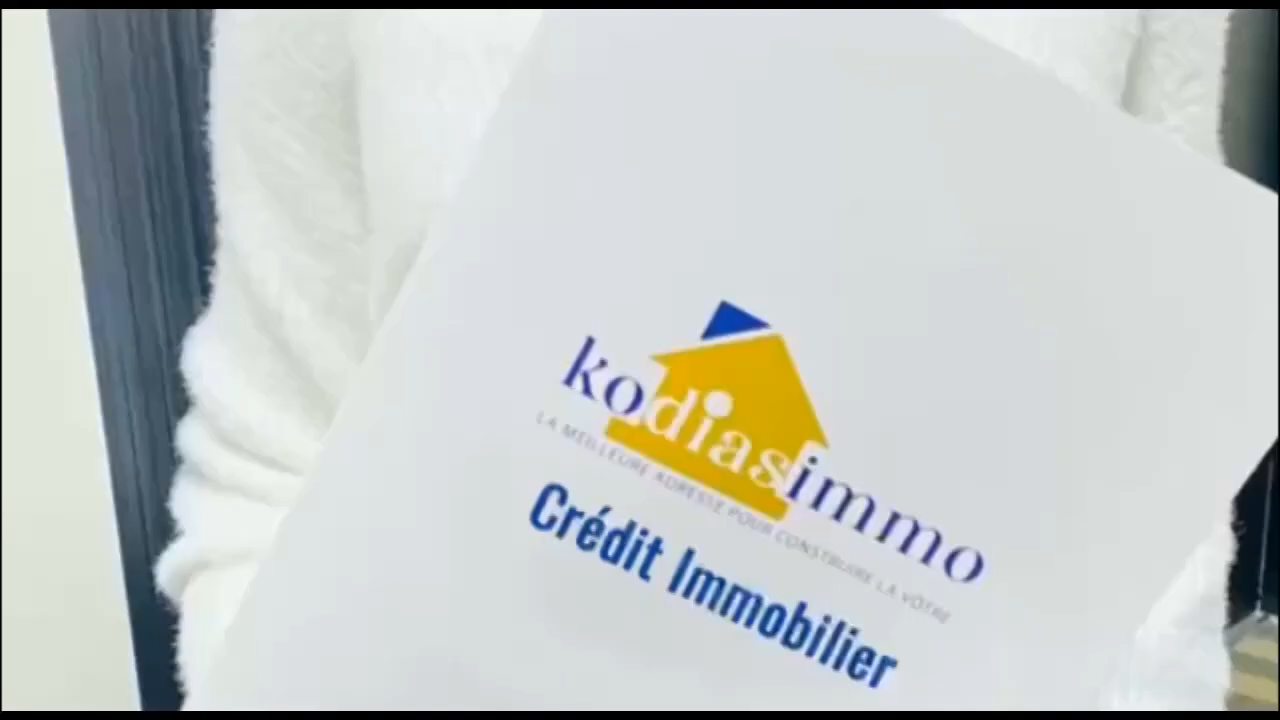 kodiasimmo
LA MEILLEURE ADRESSE POUR CONSTRUIRE LA VÔTRE
Crédit Immobilier